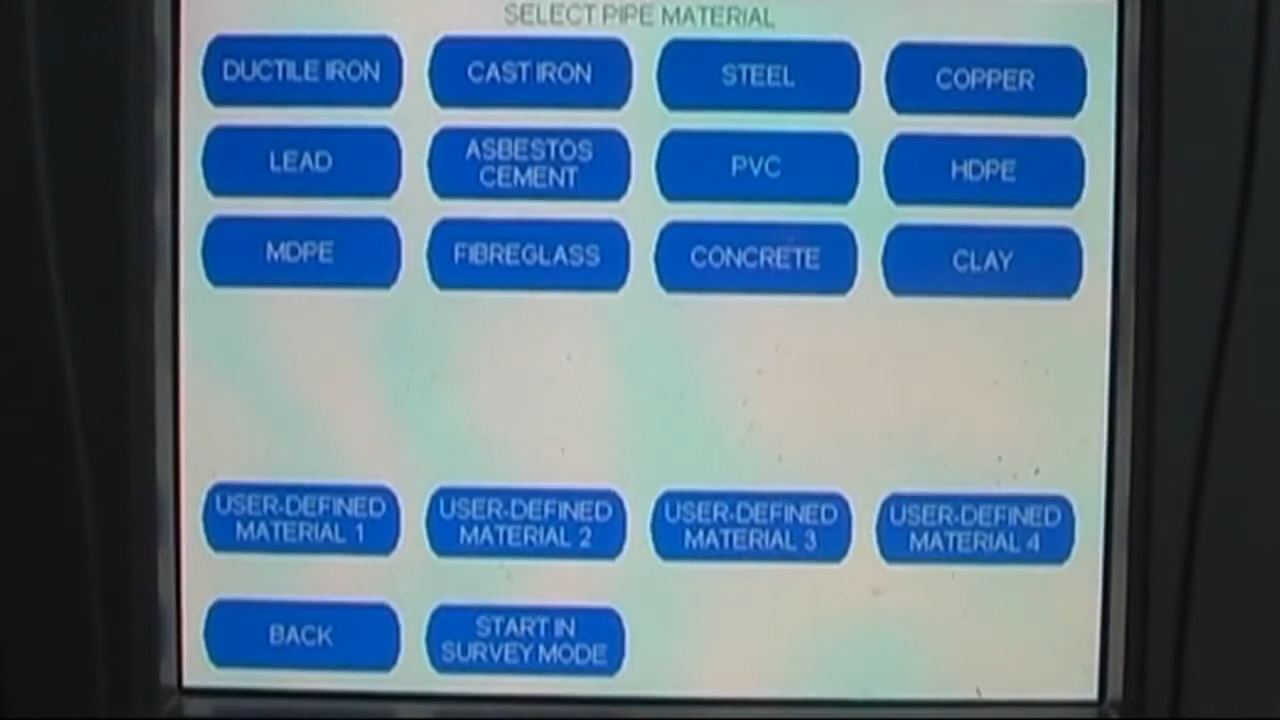 SELECT PIPE MATERIAL
DUCTILE IRON
CAST IRON
STEEL
COPPER
LEAD
ASBESTOS
CEMENT
PVC
HDPE
MDPE
FIBREGLASS
CONCRETE
CLAY
USER-DEFINED
MATERIAL 1
USER-DEFINED
MATERIAL 2
USER-DEFINED
MATERIAL 3
USER-DEFINED
MATERIAL 4
BACK
START IN
SURVEY MODE